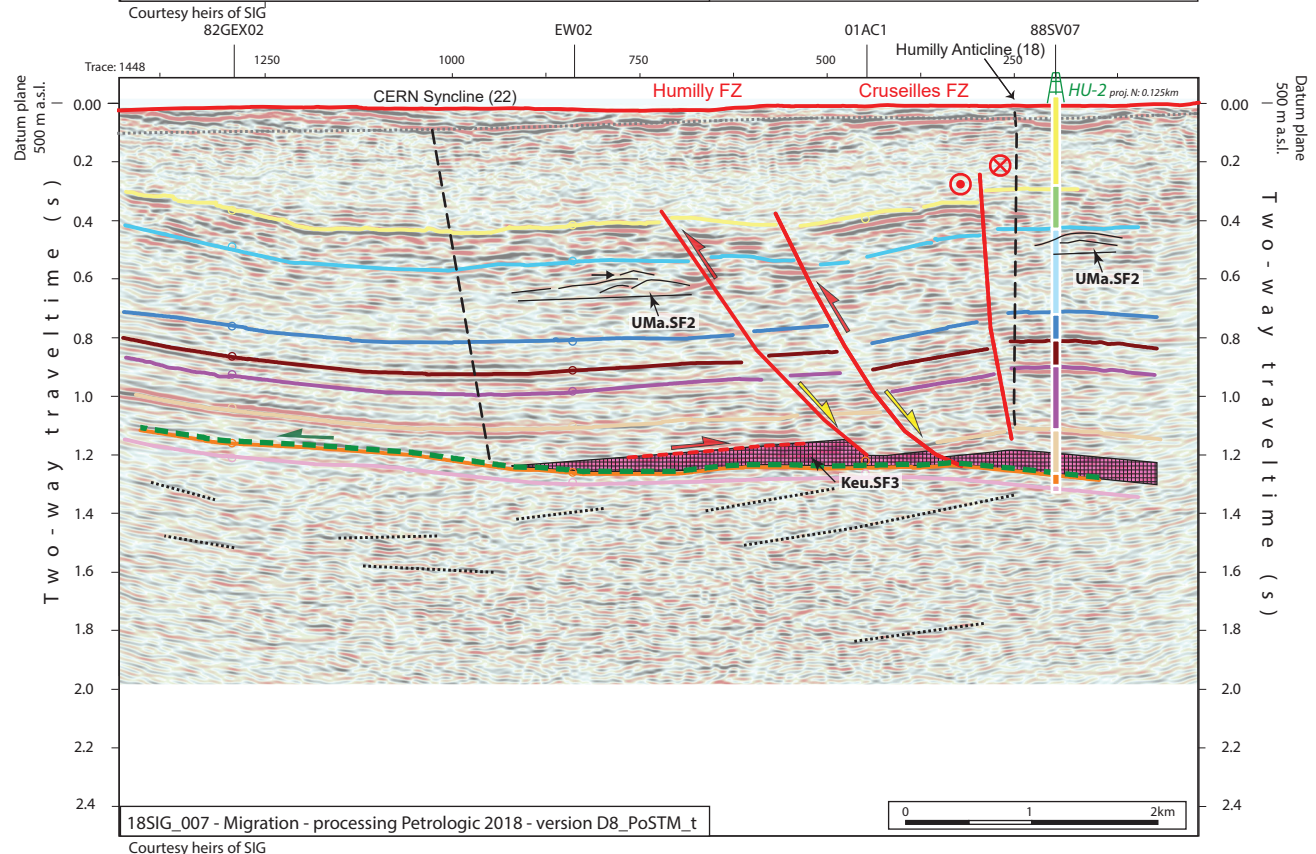 Courtesy heirs of SIG
82GEX02 EW02 01AC1 88SV07
Humilly Anticline (18)
Trace: 1448 1250 1000 750 500 250
CERN Syncline (22) Humilly FZ Cruseilles FZ HU-2 proj. N: 0.125km
Datum plane
500 m a.s.l.
Datum plane
500 m a.s.l.
0.00 0.00
0.2 0.2
0.4 0.4
0.6 0.6
UMa.SF2
UMa.SF2
0.8 0.8
1.0 1.0
1.2 1.2
Keu.SF3
1.4 1.4
1.6 1.6
1.8 1.8
2.0 2.0
2.2 2.2
2.4 2.4
Two-way traveltime (s)
Two-way traveltime (s)
18SIG_007 - Migration - processing Petrologic 2018 - version D8_PoSTM_t
0 1 2km
Courtesy heirs of SIG